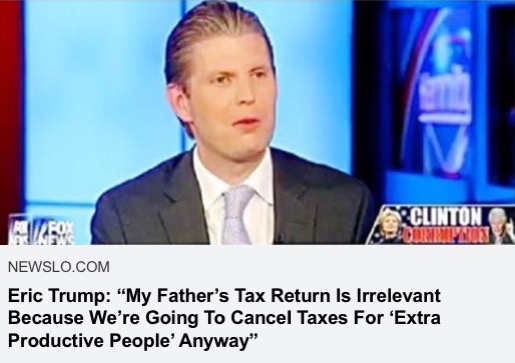 FOX
NEWS
CLINTON
CORRUPTION
NEWSLO.COM
Eric Trump: “My Father’s Tax Return Is Irrelevant
Because We’re Going To Cancel Taxes For ‘Extra
Productive People’ Anyway”